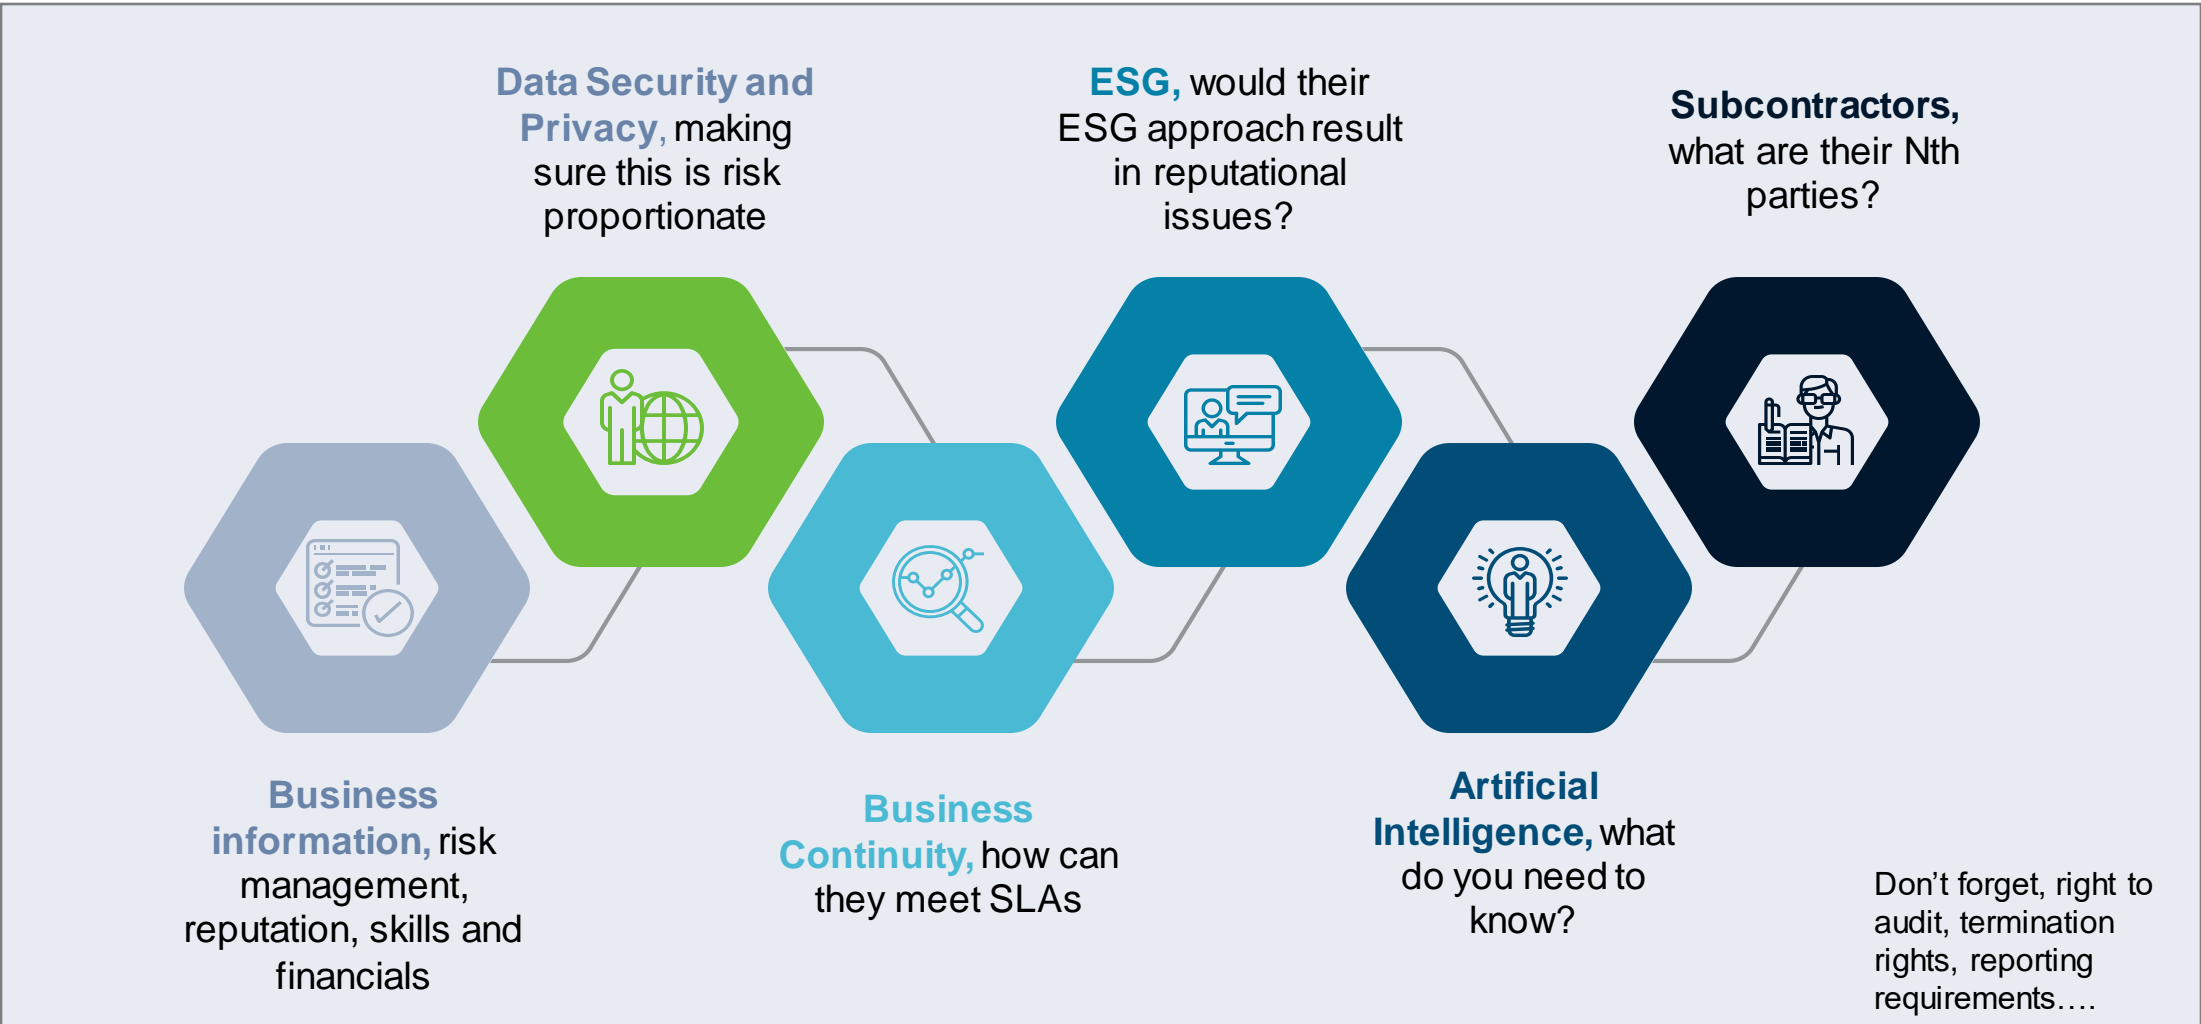 Data Security and
Privacy, making
sure this is risk
proportionate
ESG, would their
ESG approach result
in reputational
issues?
Subcontractors,
what are their Nth
parties?
Business
information, risk
management,
reputation, skills and
financials
Business
Continuity, how can
they meet SLAs
Artificial
Intelligence, what
do you need to
know?
Don’t forget, right to
audit, termination
rights, reporting
requirements….